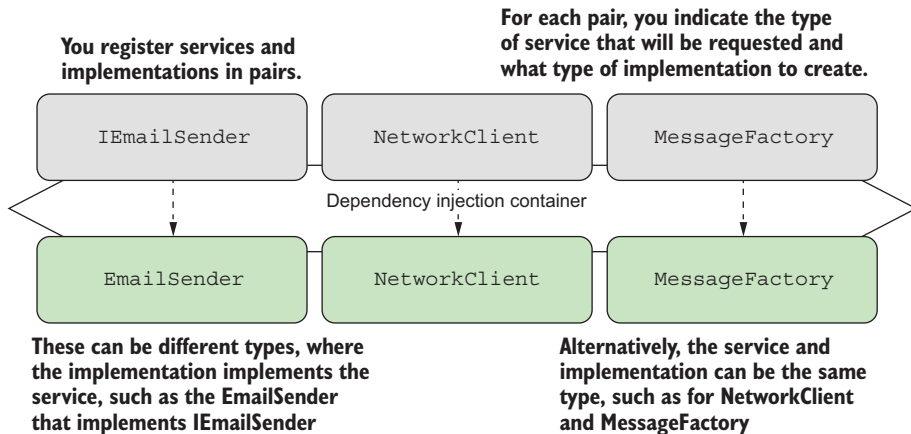 You register services and
implementations in pairs.
For each pair, you indicate the type
of service that will be requested and
what type of implementation to create.
IEmailSender
NetworkClient
MessageFactory
Dependency injection container
EmailSender
NetworkClient
MessageFactory
These can be different types, where
the implementation implements the
service, such as the EmailSender
that implements IEmailSender
Alternatively, the service and
implementation can be the same
type, such as for NetworkClient
and MessageFactory